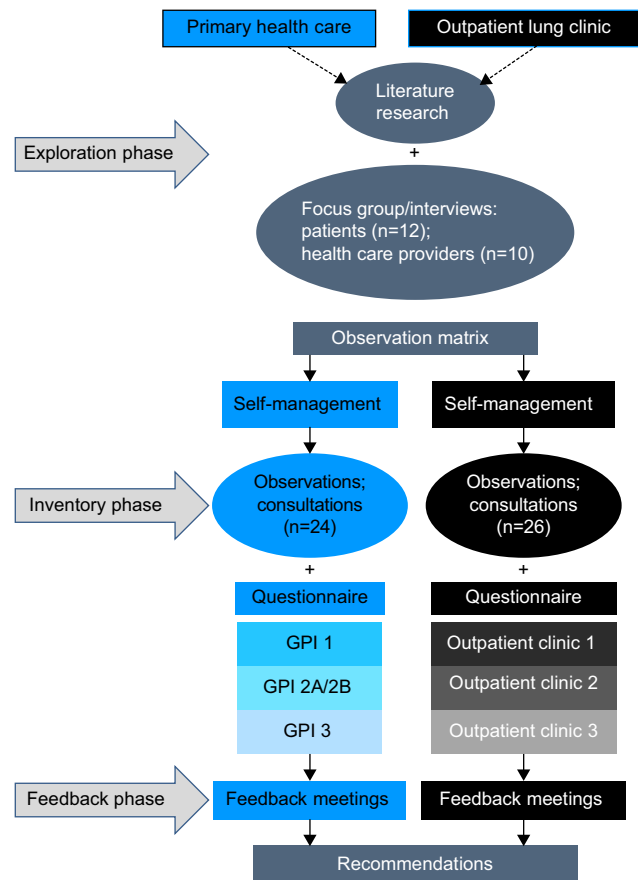 Primary health care
Outpatient lung clinic
Literature
research
Exploration phase
+
Focus group/interviews:
patients (n=12);
health care providers (n=10)
Observation matrix
Self-management
Self-management
Inventory phase
Observations;
consultations
(n=24)
Observations;
consultations
(n=26)
+
+
Questionnaire
Questionnaire
GPI 1
Outpatient clinic 1
GPI 2A/2B
Outpatient clinic 2
GPI 3
Outpatient clinic 3
Feedback phase
Feedback meetings
Feedback meetings
Recommendations